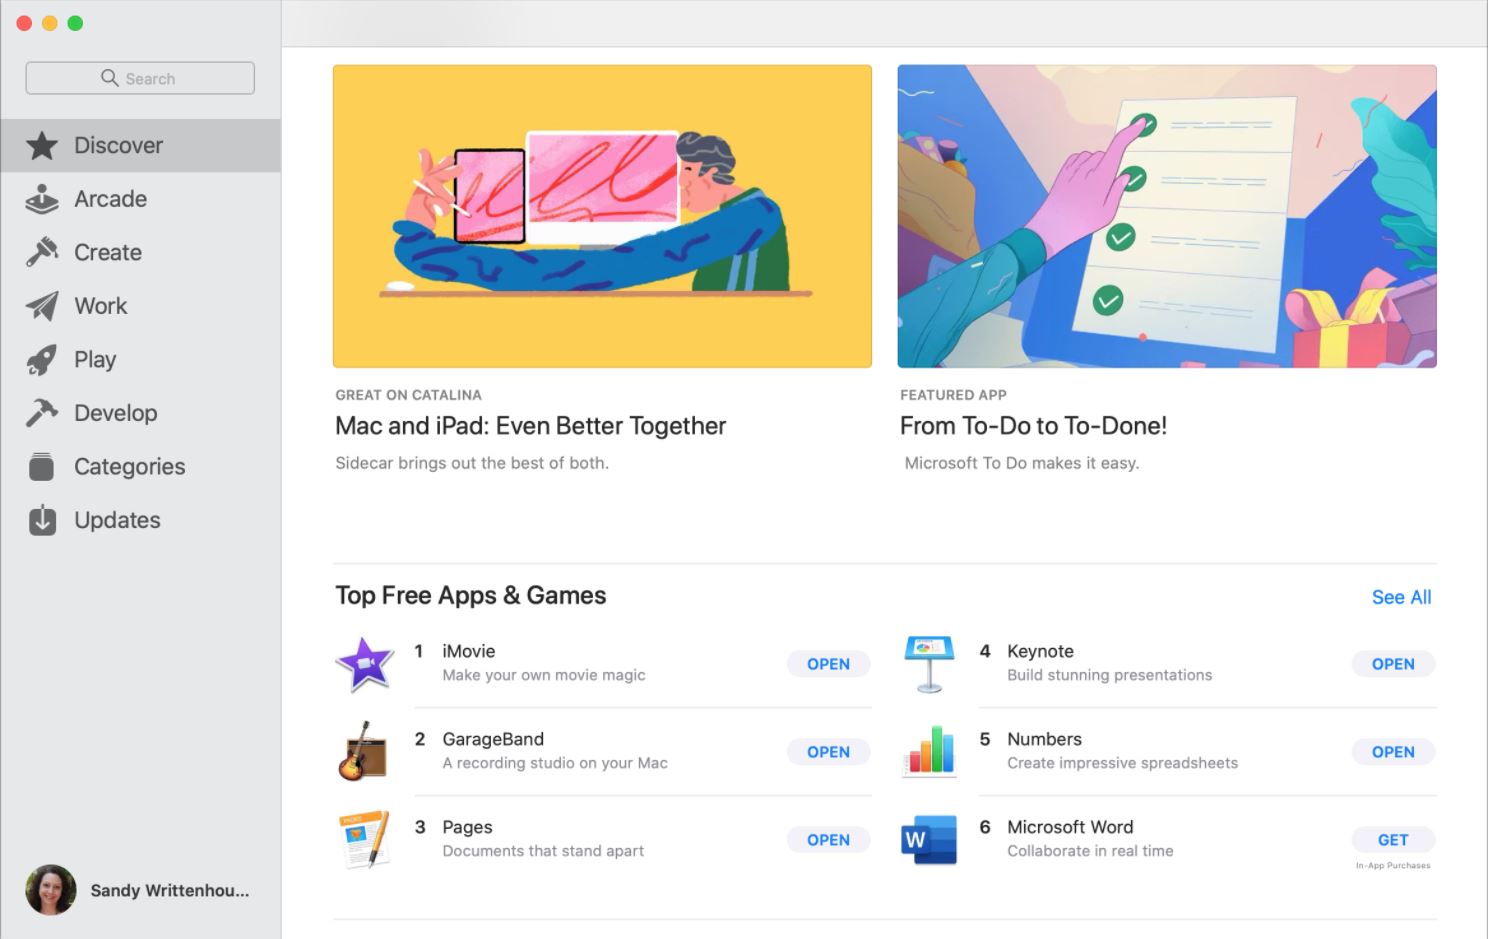 Search
Discover
Arcade
Create
Work
Play
Develop
Categories
Updates
Sandy Writtenhou...
GREAT ON CATALINA
Mac and iPad: Even Better Together
Sidecar brings out the best of both.
FEATURED APP
From To-Do to To-Done!
Microsoft To Do makes it easy.
Top Free Apps & Games
See All
1 iMovie
Make your own movie magic
OPEN
2 GarageBand
A recording studio on your Mac
OPEN
3 Pages
Documents that stand apart
OPEN
4 Keynote
Build stunning presentations
OPEN
5 Numbers
Create impressive spreadsheets
OPEN
W
6 Microsoft Word
Collaborate in real time
GET
In-App Purchases